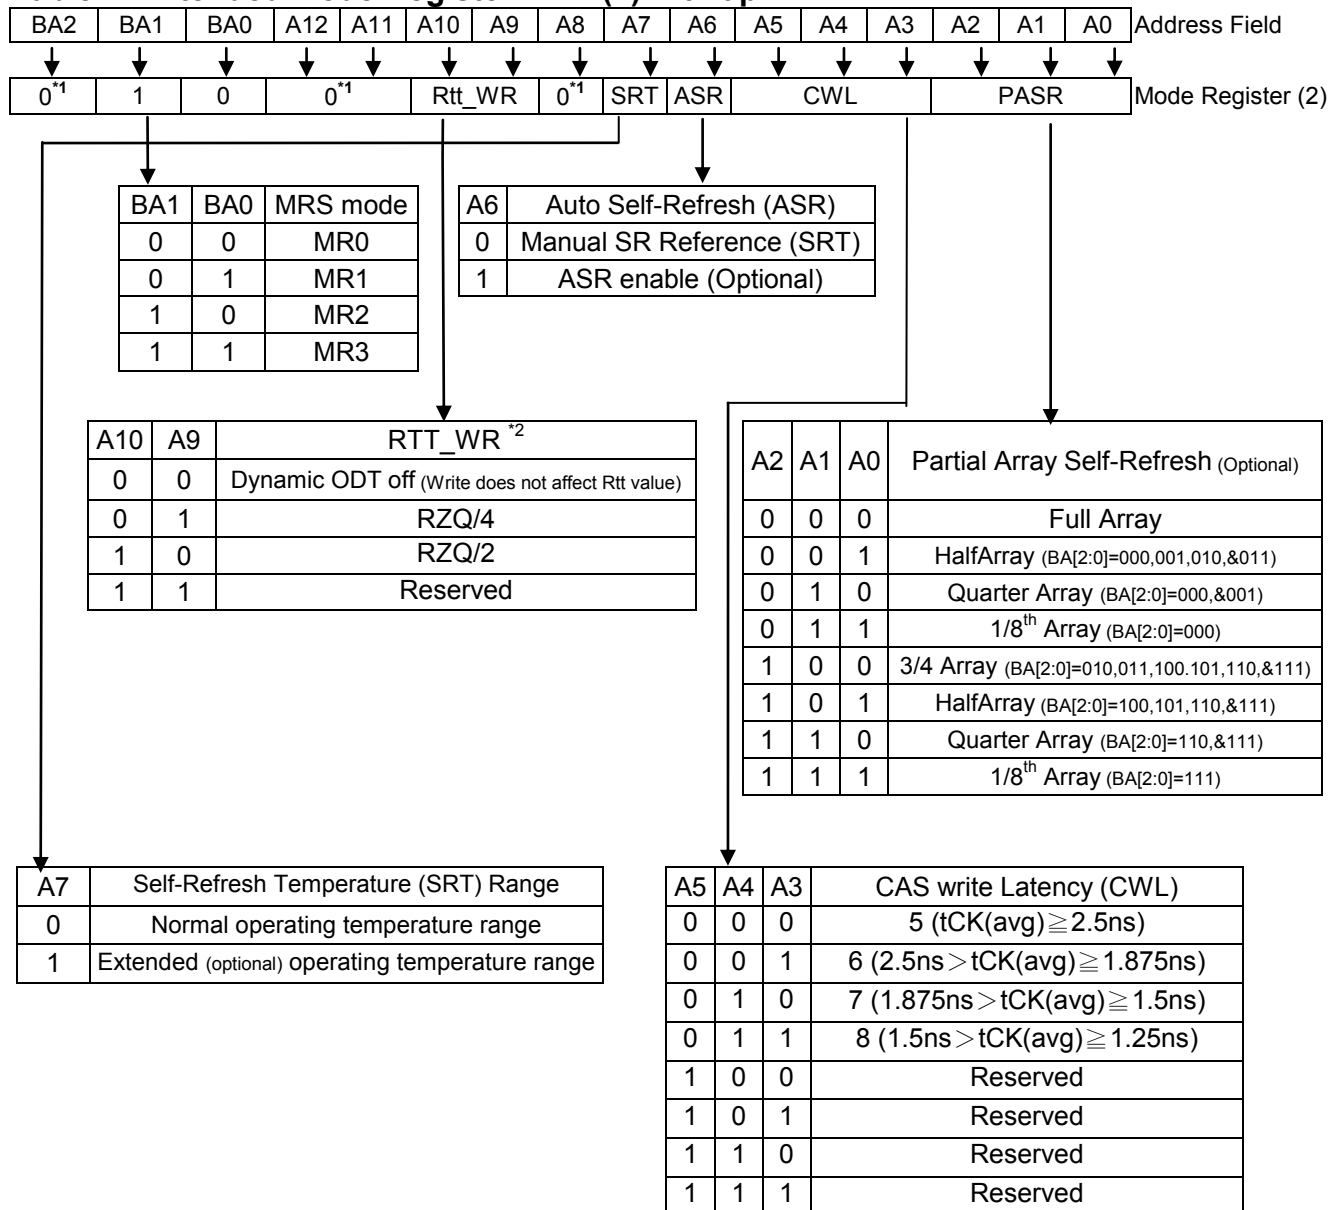 BA2 BA1 BA0 A12 A11 A10 A9 A8 A7 A6 A5 A4 A3 A2 A1 A0 Address Field
0*1 1 0 0*1 Rtt_WR 0*1 SRT ASR CWL PASR Mode Register (2)
BA1 BA0 MRS mode
0 0 MR0
0 1 MR1
1 0 MR2
1 1 MR3
A6 Auto Self-Refresh (ASR)
0 Manual SR Reference (SRT)
1 ASR enable (Optional)
A10 A9 RTT_WR *2
0 0 Dynamic ODT off (Write does not affect Rtt value)
0 1 RZQ/4
1 0 RZQ/2
1 1 Reserved
A2 A1 A0 Partial Array Self-Refresh (Optional)
0 0 0 Full Array
0 0 1 HalfArray (BA[2:0]=000,001,010,&011)
0 1 0 Quarter Array (BA[2:0]=000,&001)
0 1 1 1/8th Array (BA[2:0]=000)
1 0 0 3/4 Array (BA[2:0]=010,011,100.101,110,&111)
1 0 1 HalfArray (BA[2:0]=100,101,110,&111)
1 1 0 Quarter Array (BA[2:0]=110,&111)
1 1 1 1/8th Array (BA[2:0]=111)
A7 Self-Refresh Temperature (SRT) Range
0 Normal operating temperature range
1 Extended (optional) operating temperature range
A5 A4 A3 CAS write Latency (CWL)
0 0 0 5 (tCK(avg)≧2.5ns)
0 0 1 6 (2.5ns>tCK(avg)≧1.875ns)
0 1 0 7 (1.875ns>tCK(avg)≧1.5ns)
0 1 1 8 (1.5ns>tCK(avg)≧1.25ns)
1 0 0 Reserved
1 0 1 Reserved
1 1 0 Reserved
1 1 1 Reserved